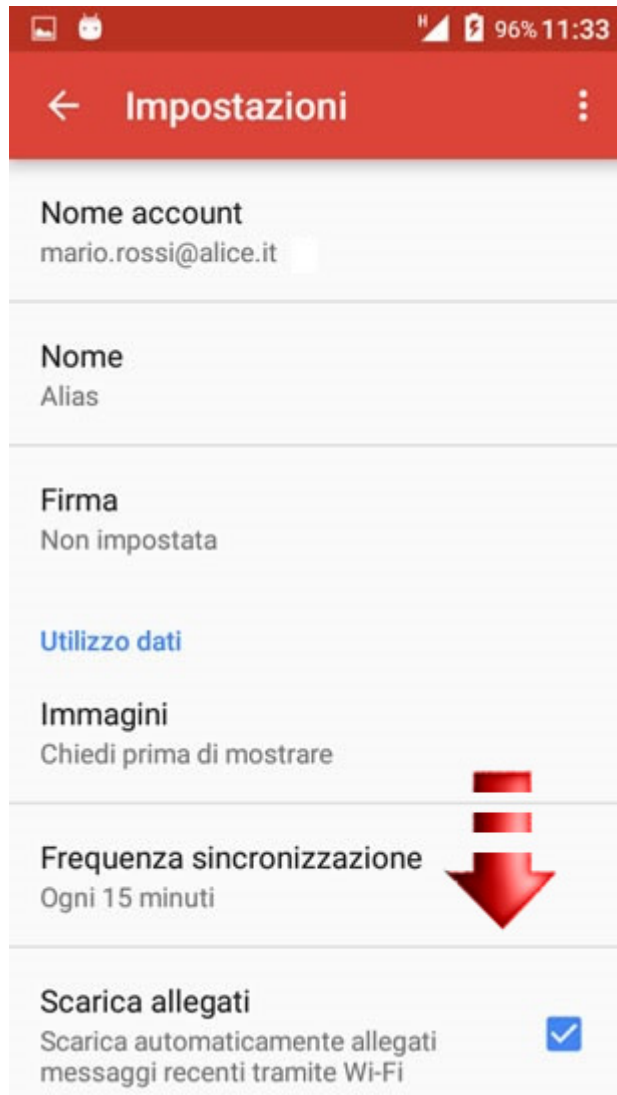 H 96% 11:33
Impostazioni
Nome account
mario.rossi@alice.it
Nome
Alias
Firma
Non impostata
Utilizzo dati
Immagini
Chiedi prima di mostrare
Frequenza sincronizzazione
Ogni 15 minuti
Scarica allegati
Scarica automaticamente allegati
messaggi recenti tramite Wi-Fi